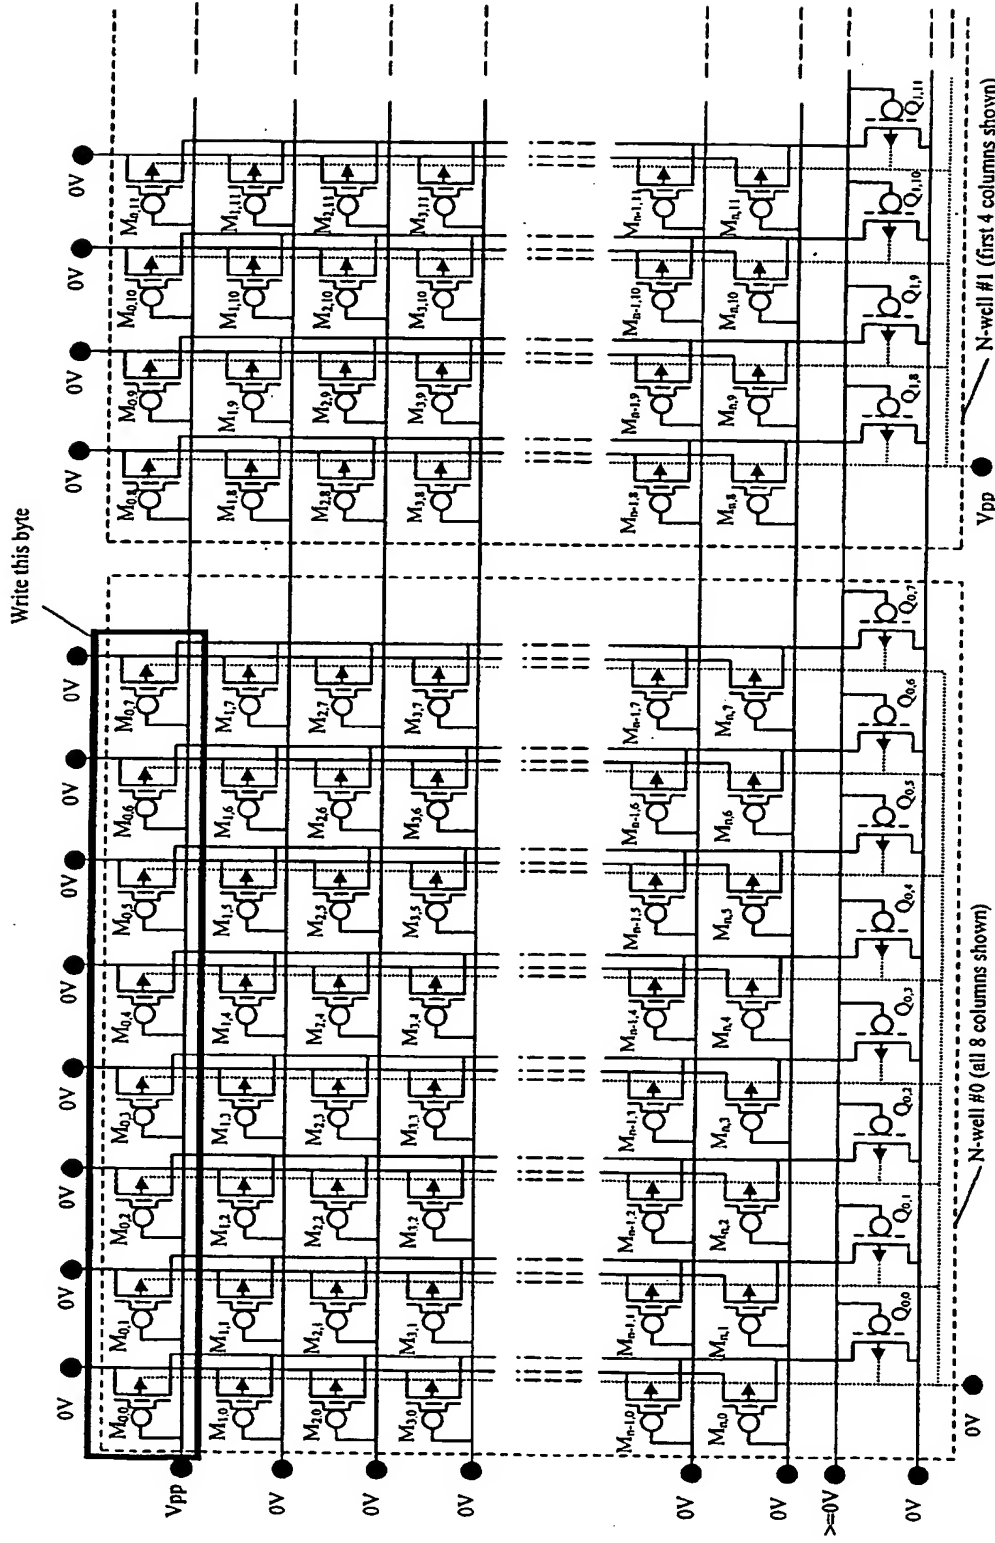 Write this byte
0V 0V 0V 0V 0V 0V 0V 0V 0V 0V 0V 0V
M0,0 M0,1 M0,2 M0,3 M0,4 M0,5 M0,6 M0,7 M0,8 M0,9 M0,10 M0,11
Vpp
M1,0 M1,1 M1,2 M1,3 M1,4 M1,5 M1,6 M1,7 M1,8 M1,9 M1,10 M1,11
0V
M2,0 M2,1 M2,2 M2,3 M2,4 M2,5 M2,6 M2,7 M2,8 M2,9 M2,10 M2,11
0V
M3,0 M3,1 M3,2 M3,3 M3,4 M3,5 M3,6 M3,7 M3,8 M3,9 M3,10 M3,11
0V
Mn-1,0 Mn-1,1 Mn-1,2 Mn-1,3 Mn-1,4 Mn-1,5 Mn-1,6 Mn-1,7 Mn-1,8 Mn-1,9 Mn-1,10 Mn-1,11
0V
Mn,0 Mn,1 Mn,2 Mn,3 Mn,4 Mn,5 Mn,6 Mn,7 Mn,8 Mn,9 Mn,10 Mn,11
0V
>=0V
Q0,0 Q0,1 Q0,2 Q0,3 Q0,4 Q0,5 Q0,6 Q0,7 Q1,8 Q1,9 Q1,10 Q1,11
0V
0V
N-well #0 (all 8 columns shown)
Vpp
N-well #1 (first 4 columns shown)